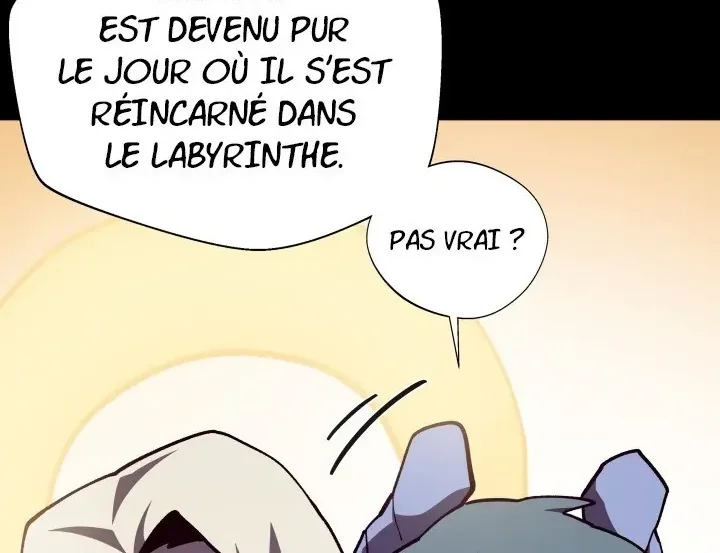 EST DEVENU PUR
LE JOUR OÙ IL S'EST
RÉINCARNÉ DANS
LE LABYRINTHE.
PAS VRAI ?